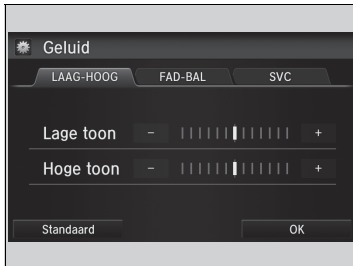 Geluid
LAAG-HOOG FAD-BAL SVC
Lage toon - +
Hoge toon - +
Standaard OK